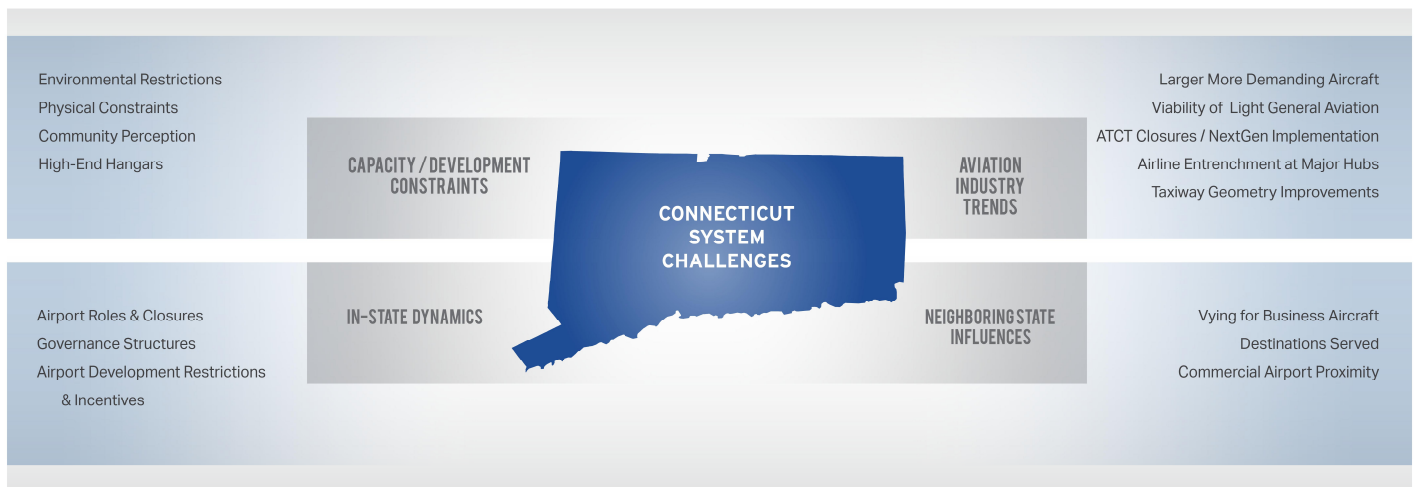 Environmental Restrictions
Physical Constraints
Community Perception
High-End Hangars
CAPACITY / DEVELOPMENT
CONSTRAINTS
CONNECTICUT
SYSTEM
CHALLENGES
AVIATION
INDUSTRY
TRENDS
Larger More Demanding Aircraft
Viability of Light General Aviation
ATCT Closures / NextGen Implementation
Airline Entrenchment at Major Hubs
Taxiway Geometry Improvements
Airport Roles & Closures
Governance Structures
Airport Development Restrictions
& Incentives
IN-STATE DYNAMICS
NEIGHBORING STATE
INFLUENCES
Vying for Business Aircraft
Destinations Served
Commercial Airport Proximity